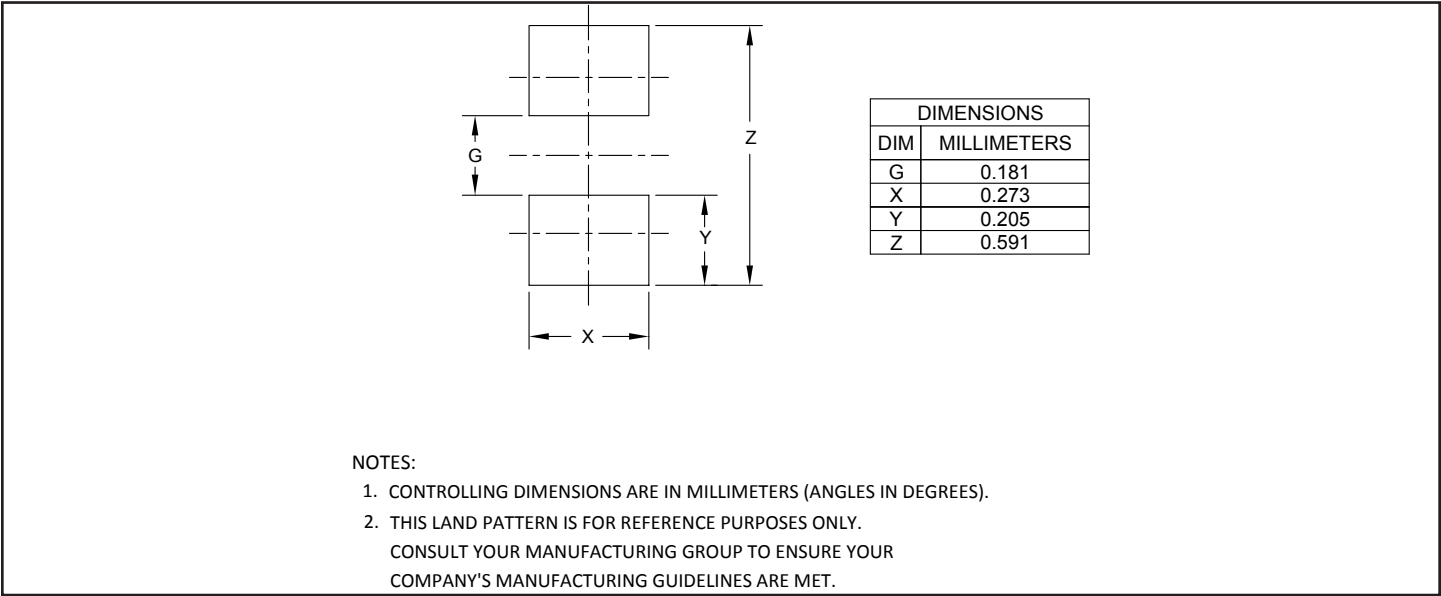 Z
G
Y
X
DIMENSIONS
DIM MILLIMETERS
G 0.181
X 0.273
Y 0.205
Z 0.591
NOTES:
1. CONTROLLING DIMENSIONS ARE IN MILLIMETERS (ANGLES IN DEGREES).
2. THIS LAND PATTERN IS FOR REFERENCE PURPOSES ONLY.
CONSULT YOUR MANUFACTURING GROUP TO ENSURE YOUR
COMPANY'S MANUFACTURING GUIDELINES ARE MET.